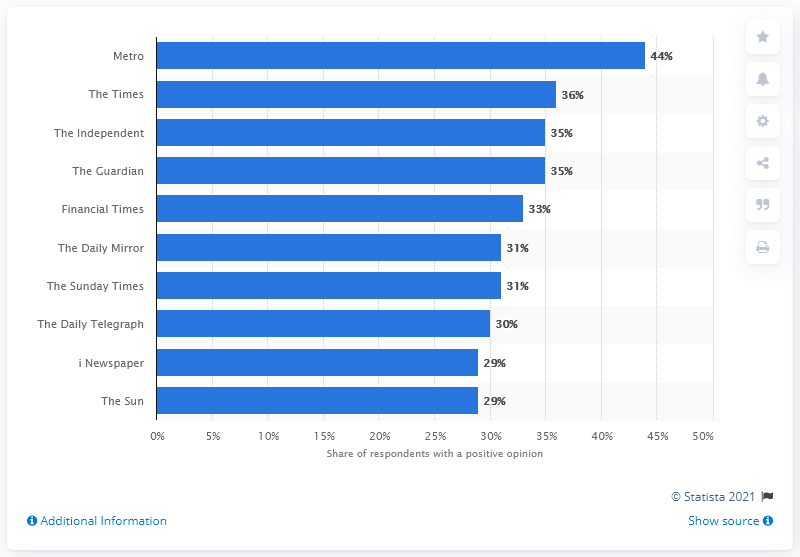 Metro 44%
The Times 36%
The Independent 35%
The Guardian 35%
Financial Times 33%
The Daily Mirror 31%
The Sunday Times 31%
The Daily Telegraph 30%
i Newspaper 29%
The Sun 29%
0% 5% 10% 15% 20% 25% 30% 35% 40% 45% 50%
Share of respondents with a positive opinion
© Statista 2021
Additional Information Show source